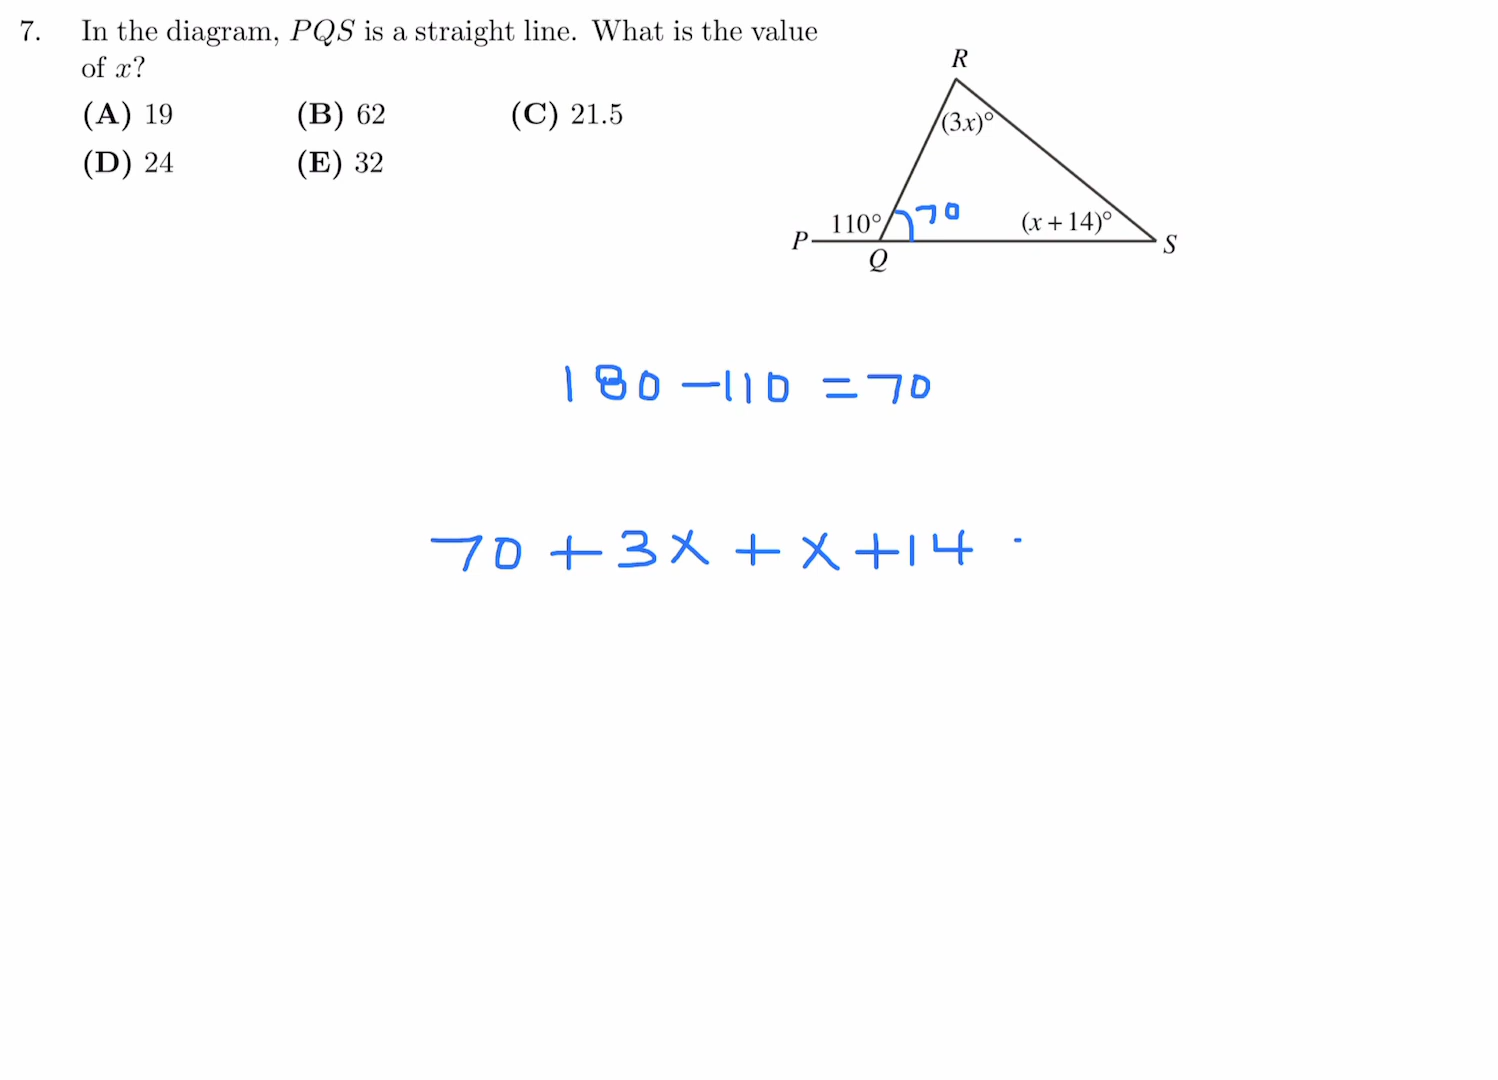 7. In the diagram, PQS is a straight line. What is the value
of x?
(A) 19 (B) 62 (C) 21.5
(D) 24 (E) 32
R
(3x)°
110° 70 (x + 14)°
P Q S
180 - 110 = 70
70 + 3x + x + 14